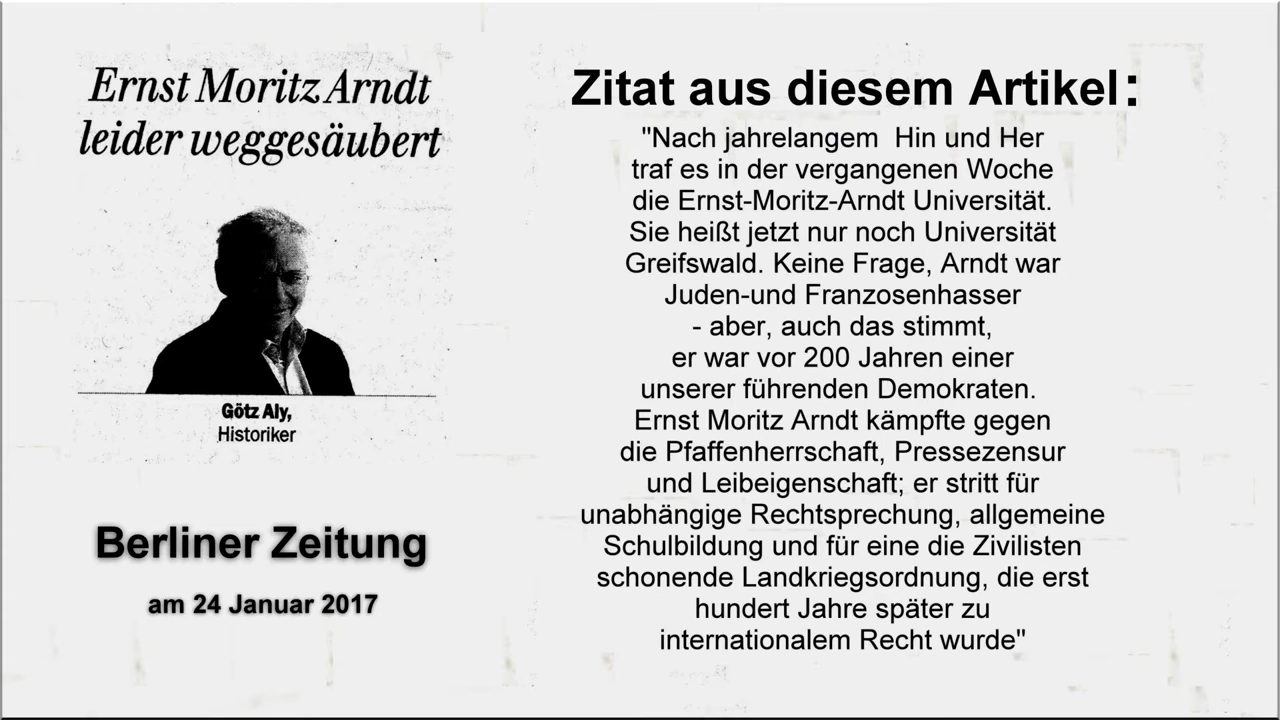 Ernst Moritz Arndt
leider weggesäubert
Götz Aly,
Historiker
Berliner Zeitung
am 24 Januar 2017
Zitat aus diesem Artikel:
"Nach jahrelangem  Hin und Her
traf es in der vergangenen Woche
die Ernst-Moritz-Arndt Universität.
Sie heißt jetzt nur noch Universität
Greifswald. Keine Frage, Arndt war
Juden-und Franzosenhasser
- aber, auch das stimmt,
er war vor 200 Jahren einer
unserer führenden Demokraten.
Ernst Moritz Arndt kämpfte gegen
die Pfaffenherrschaft, Pressezensur
und Leibeigenschaft; er stritt für
unabhängige Rechtsprechung, allgemeine
Schulbildung und für eine die Zivilisten
schonende Landkriegsordnung, die erst
hundert Jahre später zu
internationalem Recht wurde"